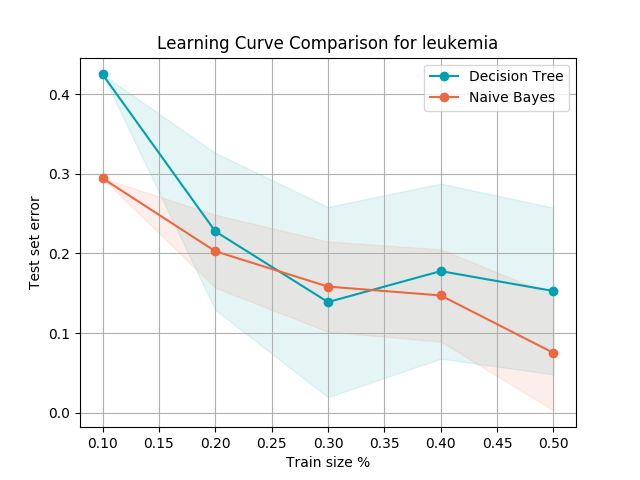 Learning Curve Comparison for leukemia
Decision Tree
Naive Bayes
Test set error
0.4
0.3
0.2
0.1
0.0
0.10 0.15 0.20 0.25 0.30 0.35 0.40 0.45 0.50
Train size %